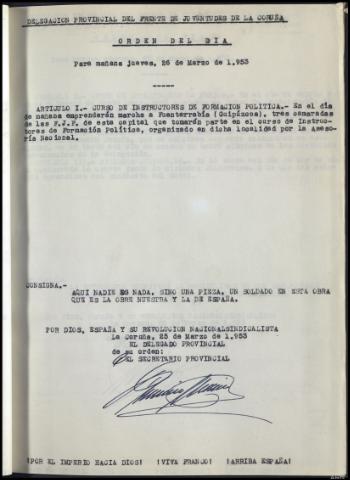 DELEGACION PROVINCIAL DEL FRENTE DE JUVENTUDES DE LA CORUÑA
ORDEN DEL DIA
Para mañana jueves, 26 de Marzo de 1.953
-----
ARTICULO I.- CURSO DE INSTRUCTORES DE FORMACION POLITICA.- En el día
de mañana emprenderán marcha a Fuenterrabía (Guipúzcoa), tres camaradas
de las F.J.F. de esta capital que tomarán parte en el curso de Instruc-
tores de Formación Política, organizado en dicha localidad por la Aseso-
ría Nacional.
CONSIGNA.-
AQUI NADIE ES NADA, SINO UNA PIEZA, UN SOLDADO EN ESTA OBRA
QUE ES LA OBRE NUESTRA Y LA DE ESPAÑA.
POR DIOS, ESPAÑA Y SU REVOLUCION NACIONALSINDICALISTA
La Coruña, 25 de Marzo de 1.953
EL DELEGADO PROVINCIAL
de su orden:
EL SECRETARIO PROVINCIAL
¡POR EL IMPERIO HACIA DIOS! ¡VIVA FRANCO! ¡ARRIBA ESPAÑA!